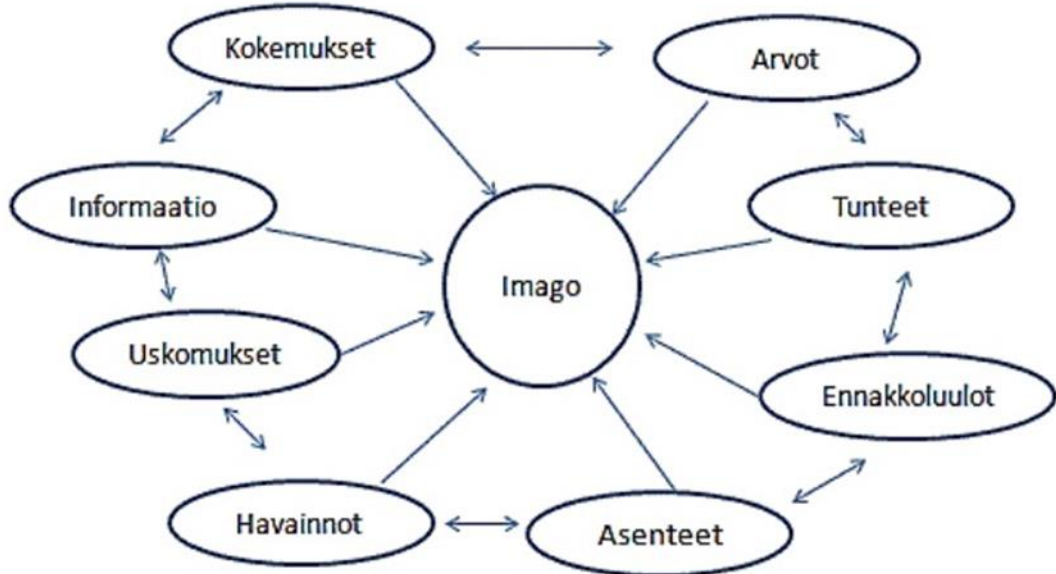 Kokemukset
Arvot
Informaatio
Tunteet
Imago
Uskomukset
Ennakkoluulot
Havainnot
Asenteet